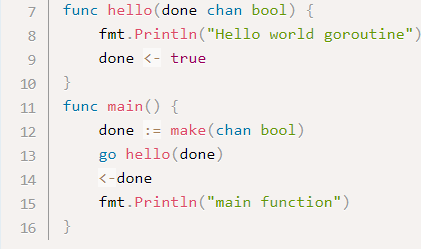 7 func hello(done chan bool) {
8     fmt.Println("Hello world goroutine")
9     done <- true
10 }
11 func main() {
12     done := make(chan bool)
13     go hello(done)
14     <-done
15     fmt.Println("main function")
16 }